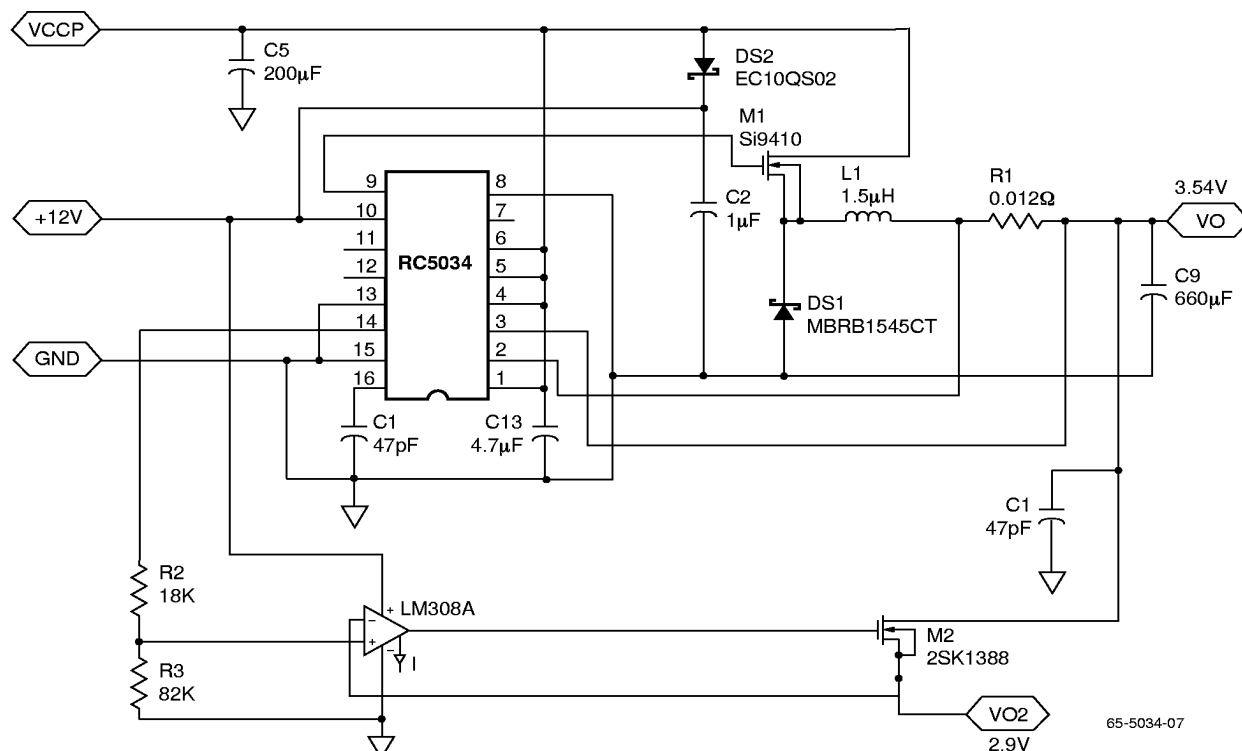 VCCP
C5
200µF
DS2
EC10QS02
M1
Si9410
L1
1.5µH
R1
0.012Ω
3.54V
VO
+12V
9
10
11
12
13
14
15
16
RC5034
8
7
6
5
4
3
2
1
C2
1µF
DS1
MBRB1545CT
C9
660µF
GND
C1
47pF
C13
4.7µF
C1
47pF
R2
18K
R3
82K
+
−
+
−
LM308A
I
M2
2SK1388
VO2
2.9V
65-5034-07